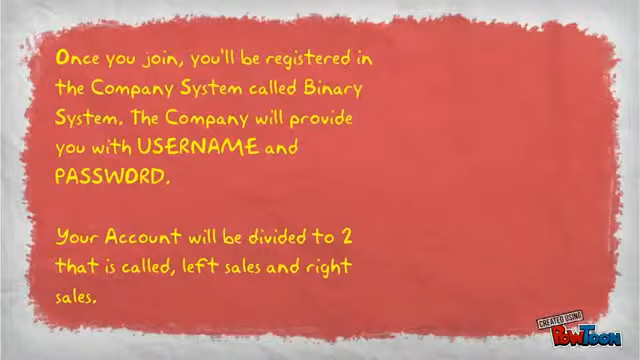 Once you join, you'll be registered in
the Company System called Binary
System. The Company will provide
you with USERNAME and
PASSWORD.
Your Account will be divided to 2
that is called, left sales and right
sales.
CREATED USING
POWTOON